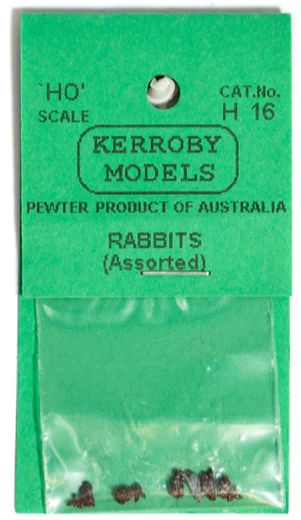 `HO'
SCALE
CAT.No.
H 16
KERROBY
MODELS
PEWTER PRODUCT OF AUSTRALIA
RABBITS
(Assorted)